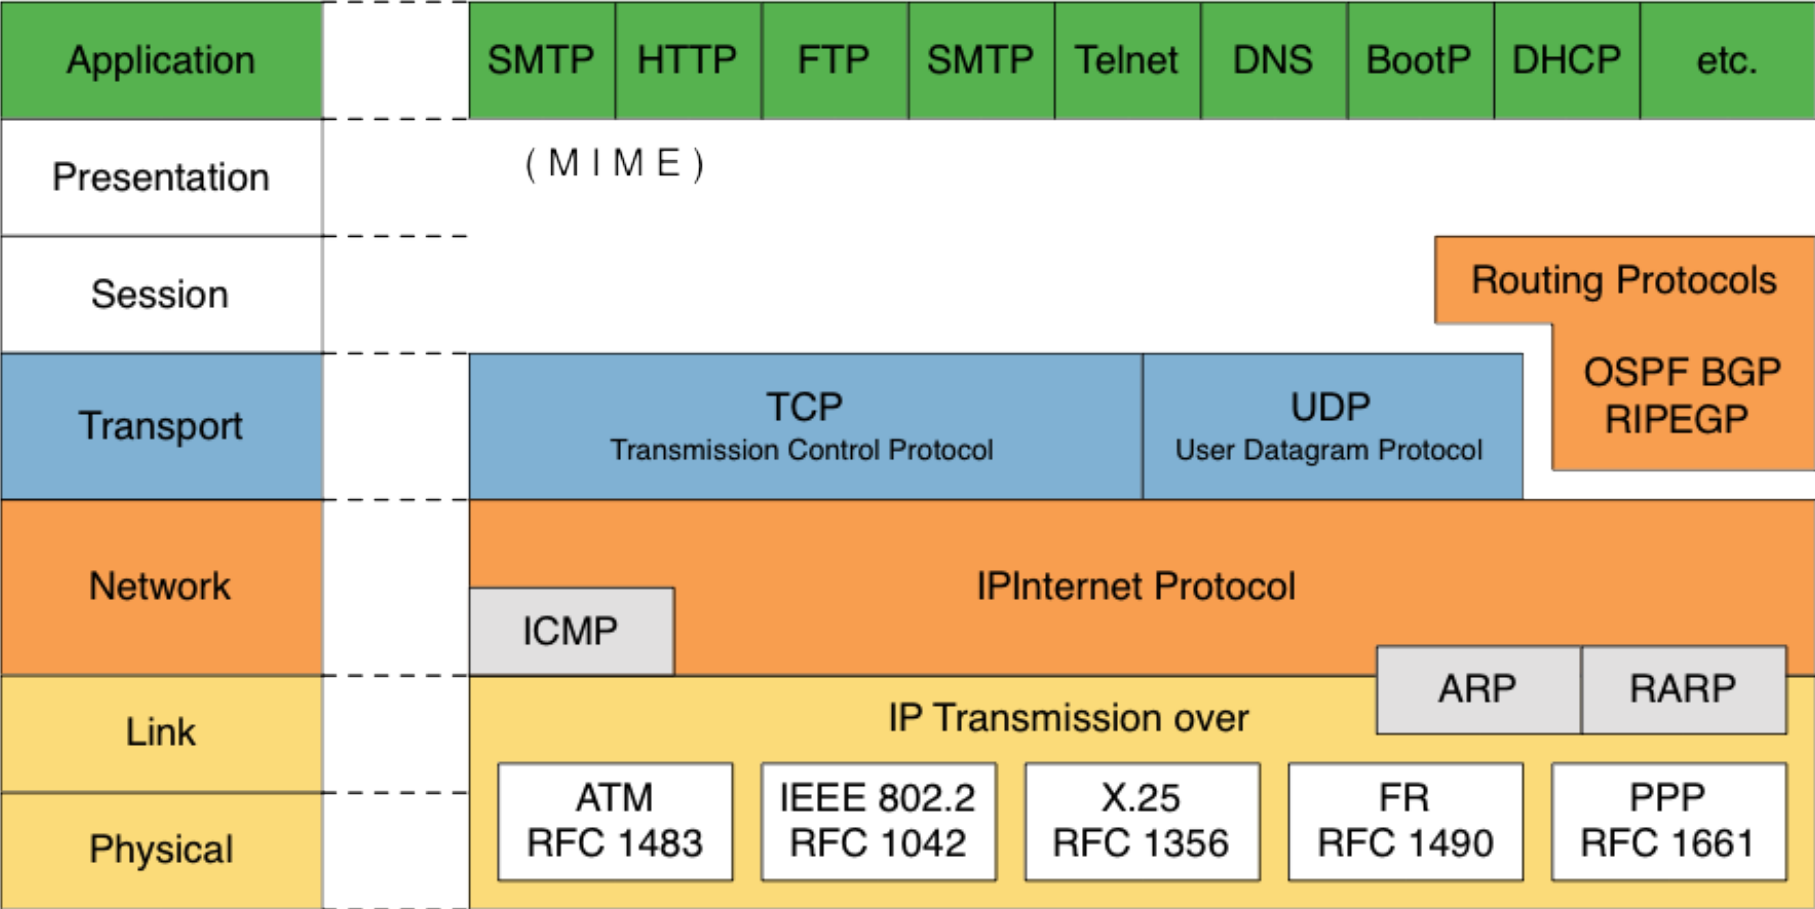 Application
SMTP
HTTP
FTP
SMTP
Telnet
DNS
BootP
DHCP
etc.
Presentation
(MIME)
Session
Routing Protocols
OSPF BGP
RIPEGP
Transport
TCP
Transmission Control Protocol
UDP
User Datagram Protocol
Network
IPInternet Protocol
ICMP
ARP
RARP
Link
IP Transmission over
Physical
ATM
RFC 1483
IEEE 802.2
RFC 1042
X.25
RFC 1356
FR
RFC 1490
PPP
RFC 1661